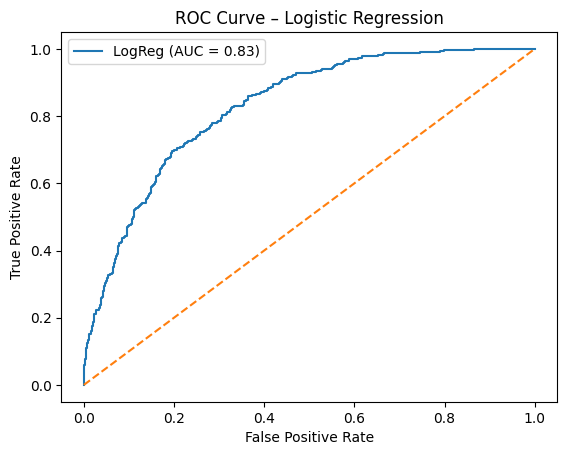 ROC Curve – Logistic Regression
LogReg (AUC = 0.83)
True Positive Rate
1.0
0.8
0.6
0.4
0.2
0.0
0.0 0.2 0.4 0.6 0.8 1.0
False Positive Rate